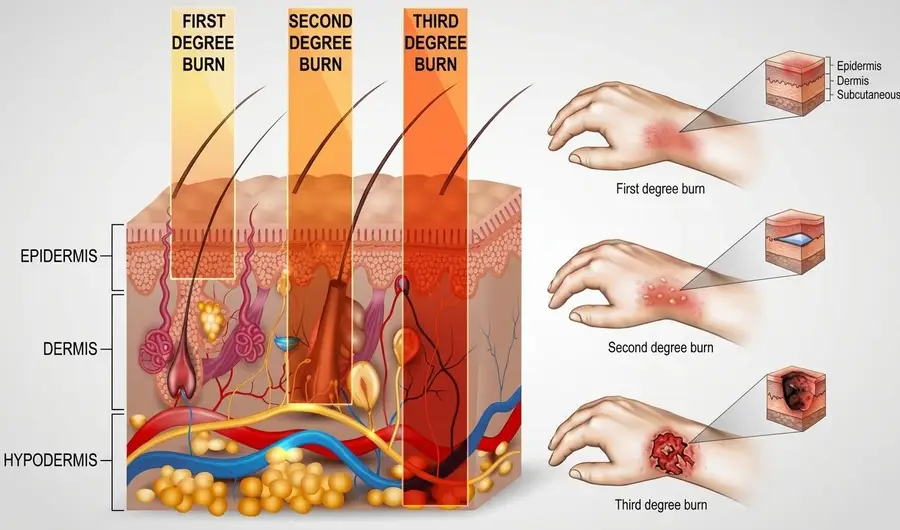 FIRST
DEGREE
BURN
SECOND
DEGREE
BURN
THIRD
DEGREE
BURN
EPIDERMIS
DERMIS
HYPODERMIS
Epidermis
Dermis
Subcutaneous
First degree burn
Second degree burn
Third degree burn